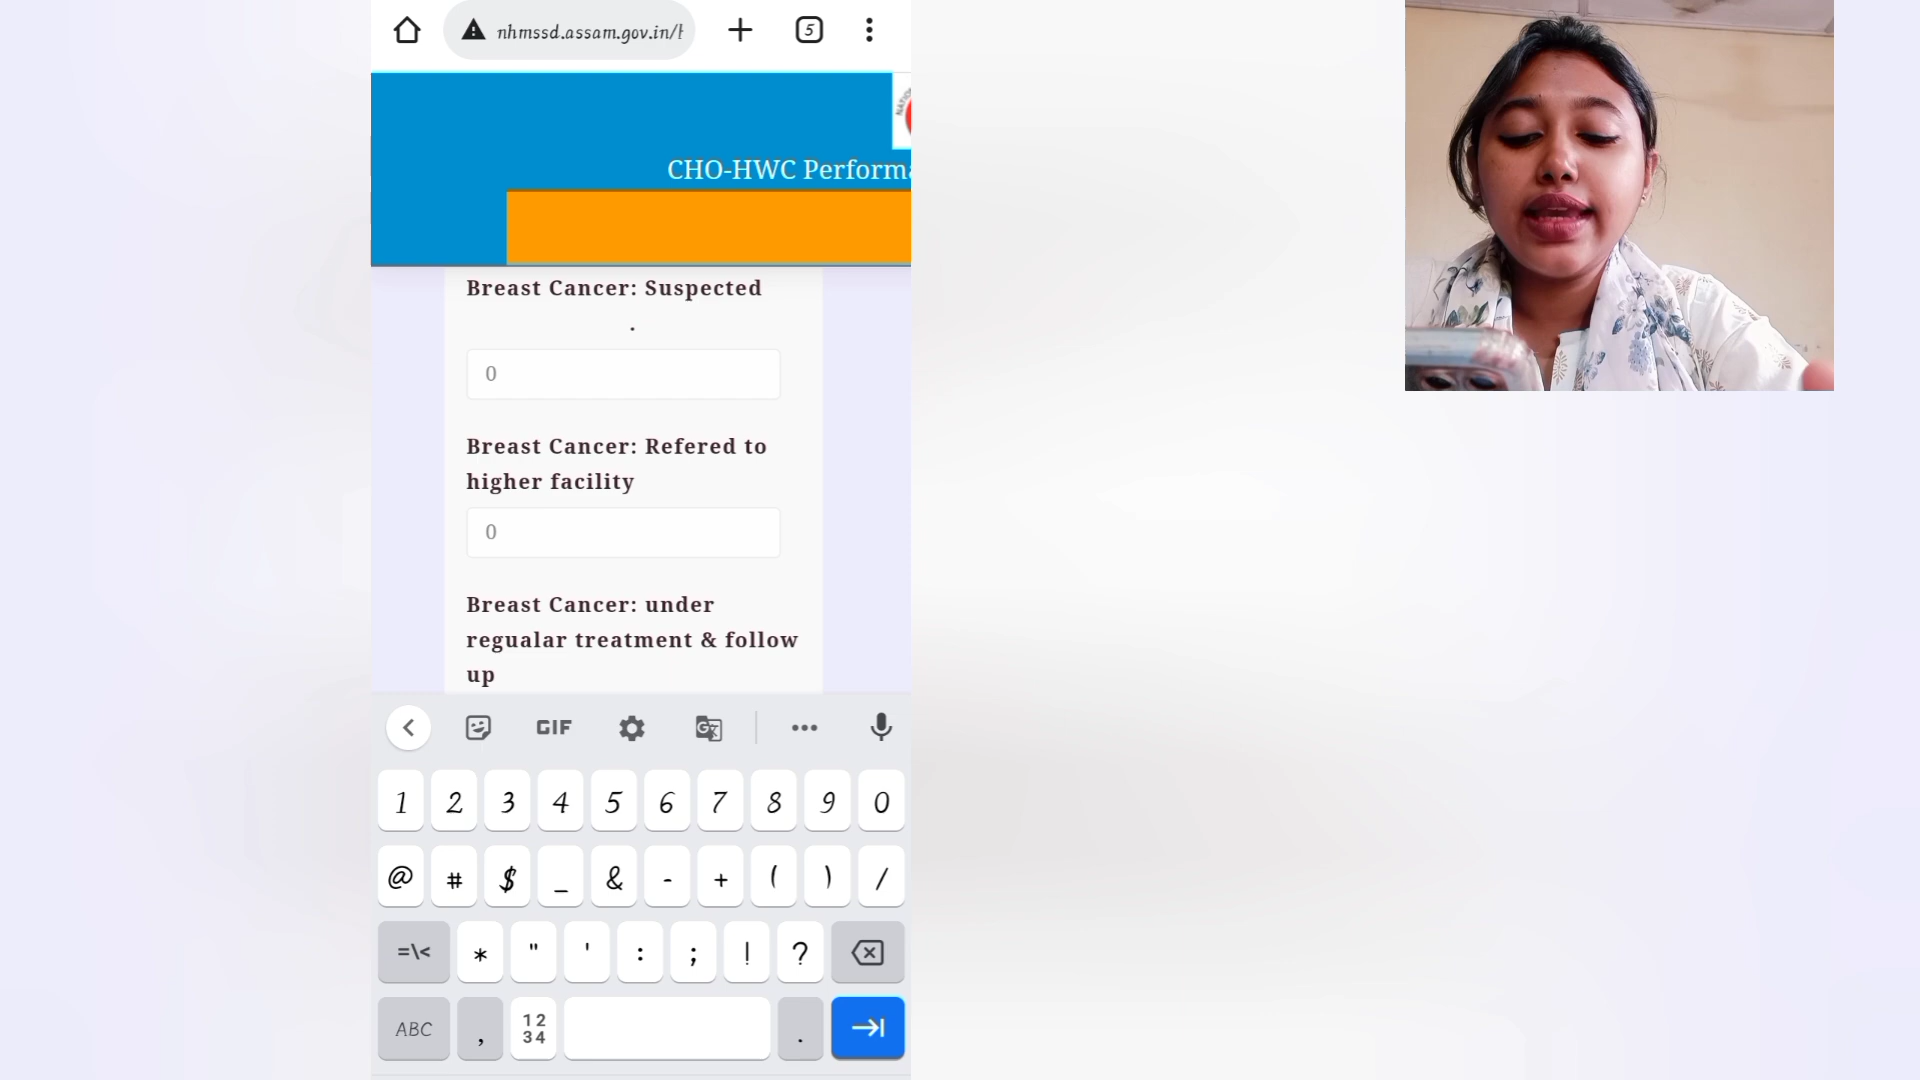 nhmssd.assam.gov.in/
5
NATIO
CHO-HWC Perform
Breast Cancer: Suspected
.
0
Breast Cancer: Refered to
higher facility
0
Breast Cancer: under
regualar treatment & follow
up
GIF
1 2 3 4 5 6 7 8 9 0
@ # $ _ & - + ( ) /
=\< * " ' : ; ! ?
ABC , 12 .
34